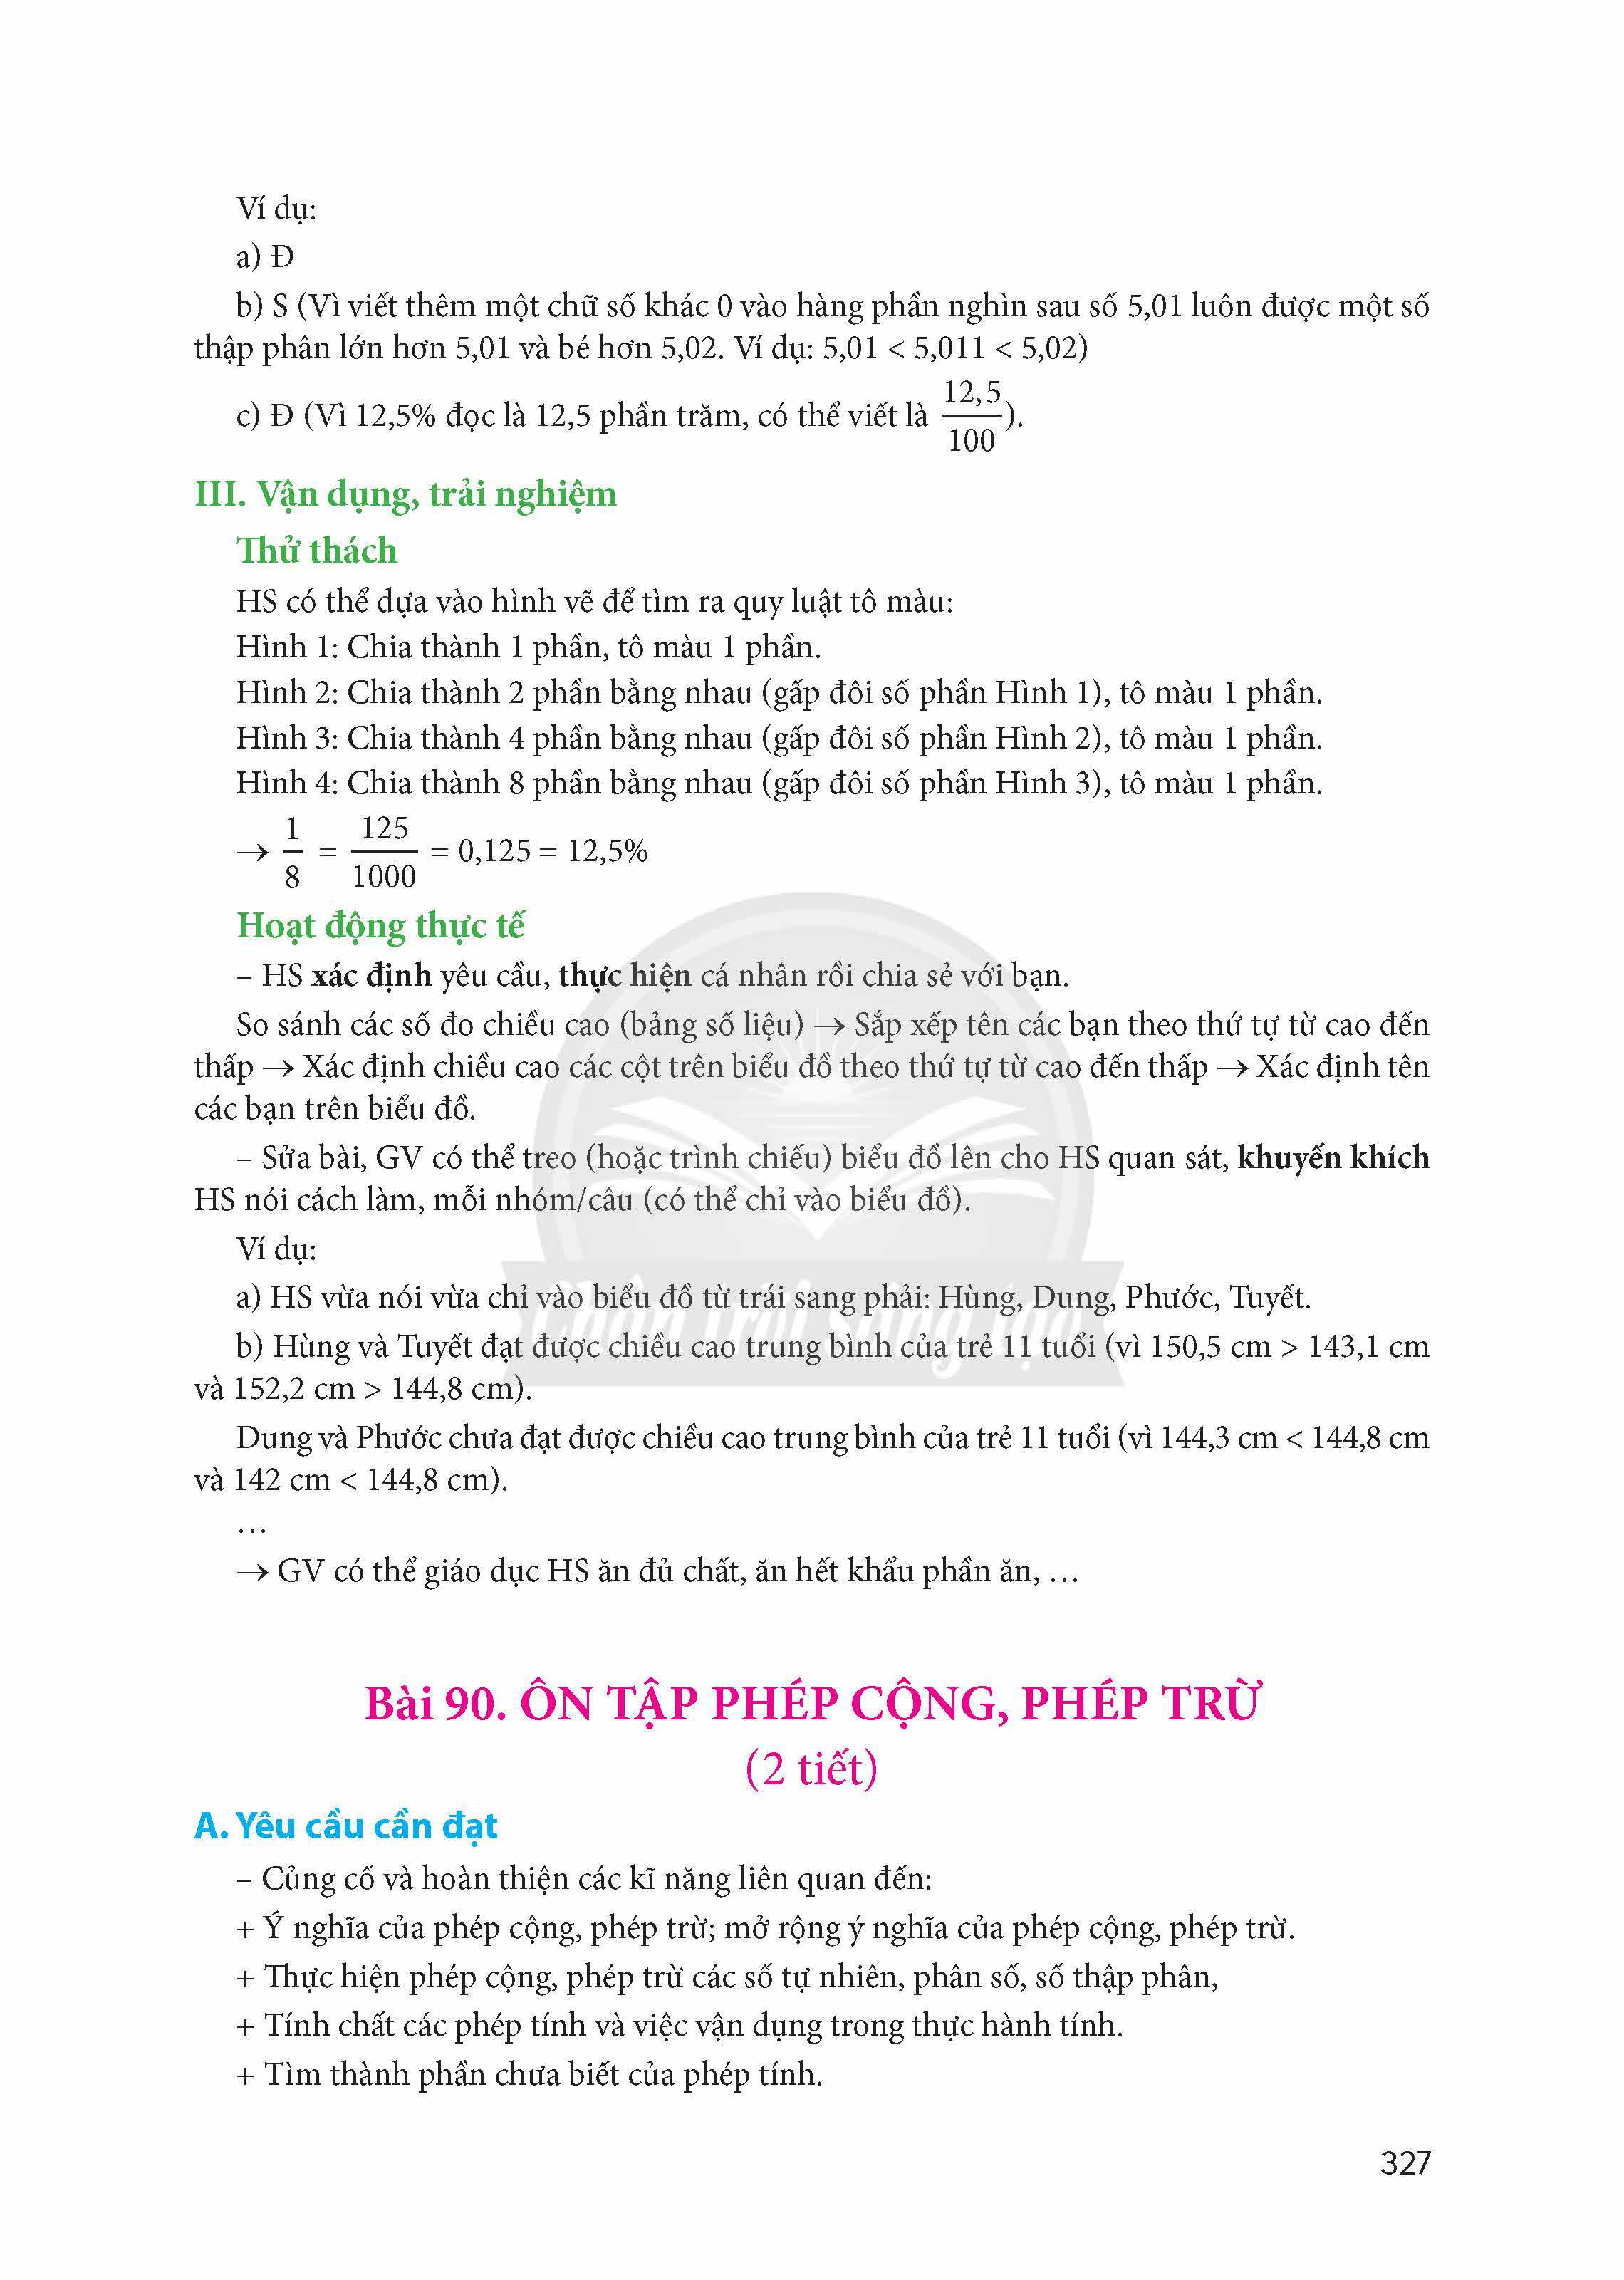 Ví dụ:
a) Đ
b) S (Vì viết thêm một chữ số khác 0 vào hàng phần nghìn sau số 5,01 luôn được một số
thập phân lớn hơn 5,01 và bé hơn 5,02. Ví dụ: 5,01 < 5,011 < 5,02)
c) Đ (Vì 12,5% đọc là 12,5 phần trăm, có thể viết là 12,5/100).
III. Vận dụng, trải nghiệm
Thử thách
HS có thể dựa vào hình vẽ để tìm ra quy luật tô màu:
Hình 1: Chia thành 1 phần, tô màu 1 phần.
Hình 2: Chia thành 2 phần bằng nhau (gấp đôi số phần Hình 1), tô màu 1 phần.
Hình 3: Chia thành 4 phần bằng nhau (gấp đôi số phần Hình 2), tô màu 1 phần.
Hình 4: Chia thành 8 phần bằng nhau (gấp đôi số phần Hình 3), tô màu 1 phần.
→ 1/8 = 125/1000 = 0,125 = 12,5%
Hoạt động thực tế
– HS xác định yêu cầu, thực hiện cá nhân rồi chia sẻ với bạn.
So sánh các số đo chiều cao (bảng số liệu) → Sắp xếp tên các bạn theo thứ tự từ cao đến
thấp → Xác định chiều cao các cột trên biểu đồ theo thứ tự từ cao đến thấp → Xác định tên
các bạn trên biểu đồ.
– Sửa bài, GV có thể treo (hoặc trình chiếu) biểu đồ lên cho HS quan sát, khuyến khích
HS nói cách làm, mỗi nhóm/câu (có thể chỉ vào biểu đồ).
Ví dụ:
a) HS vừa nói vừa chỉ vào biểu đồ từ trái sang phải: Hùng, Dung, Phước, Tuyết.
b) Hùng và Tuyết đạt được chiều cao trung bình của trẻ 11 tuổi (vì 150,5 cm > 143,1 cm
và 152,2 cm > 144,8 cm).
Dung và Phước chưa đạt được chiều cao trung bình của trẻ 11 tuổi (vì 144,3 cm < 144,8 cm
và 142 cm < 144,8 cm).
…
→ GV có thể giáo dục HS ăn đủ chất, ăn hết khẩu phần ăn, …
Bài 90. ÔN TẬP PHÉP CỘNG, PHÉP TRỪ
(2 tiết)
A. Yêu cầu cần đạt
– Củng cố và hoàn thiện các kĩ năng liên quan đến:
+ Ý nghĩa của phép cộng, phép trừ; mở rộng ý nghĩa của phép cộng, phép trừ.
+ Thực hiện phép cộng, phép trừ các số tự nhiên, phân số, số thập phân,
+ Tính chất các phép tính và việc vận dụng trong thực hành tính.
+ Tìm thành phần chưa biết của phép tính.
327
Chân trời sáng tạo